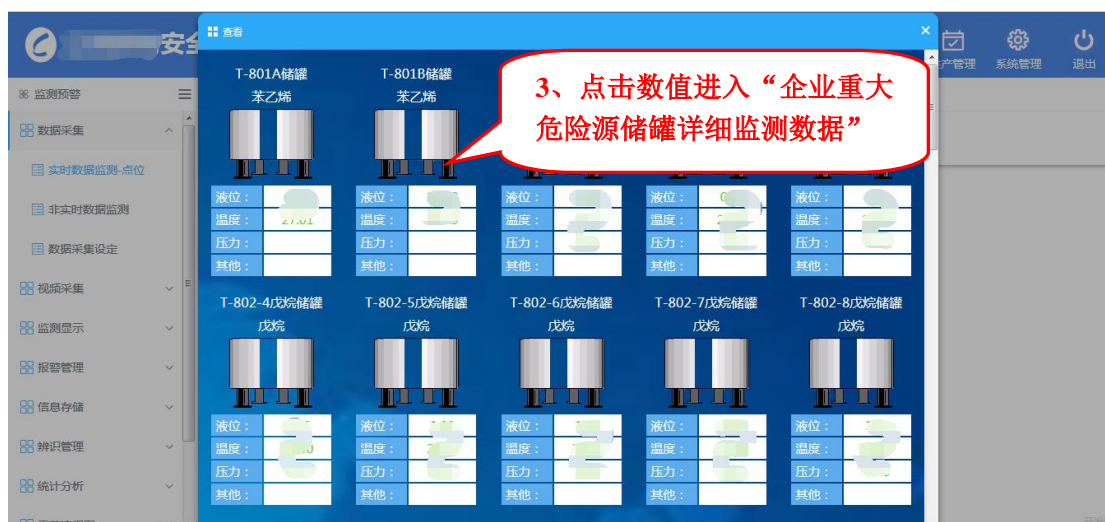 安全
查看
×
产管理
系统管理
退出
监测预警
数据采集
实时数据监测-点位
非实时数据监测
数据采集设定
视频采集
监测显示
报警管理
信息存储
辨识管理
统计分析
T-801A储罐
苯乙烯
T-801B储罐
苯乙烯
3、点击数值进入“企业重大
危险源储罐详细监测数据”
液位： 液位： 液位： 液位： 液位：
温度： 27.01 温度： 温度： 温度： 温度：
压力： 压力： 压力： 压力： 压力：
其他： 其他： 其他： 其他： 其他：
T-802-4戊烷储罐 T-802-5戊烷储罐 T-802-6戊烷储罐 T-802-7戊烷储罐 T-802-8戊烷储罐
戊烷 戊烷 戊烷 戊烷 戊烷
液位： 液位： 液位： 液位： 液位：
温度： 温度： 温度： 温度： 温度：
压力： 压力： 压力： 压力： 压力：
其他： 其他： 其他： 其他： 其他：